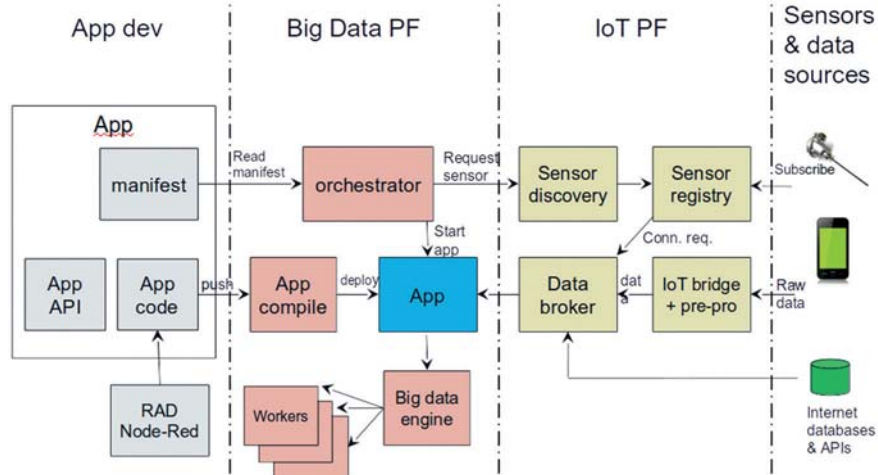 App dev
Big Data PF
IoT PF
Sensors
& data
sources
App
manifest
Read
manifest
orchestrator
Request
sensor
Sensor
discovery
Sensor
registry
Subscribe
Start
app
Conn. req.
App
API
App
code
push
App
compile
deploy
App
Data
broker
dat
a
IoT bridge
+ pre-pro
Raw
data
RAD
Node-Red
Workers
Big data
engine
Internet
databases
& APIs